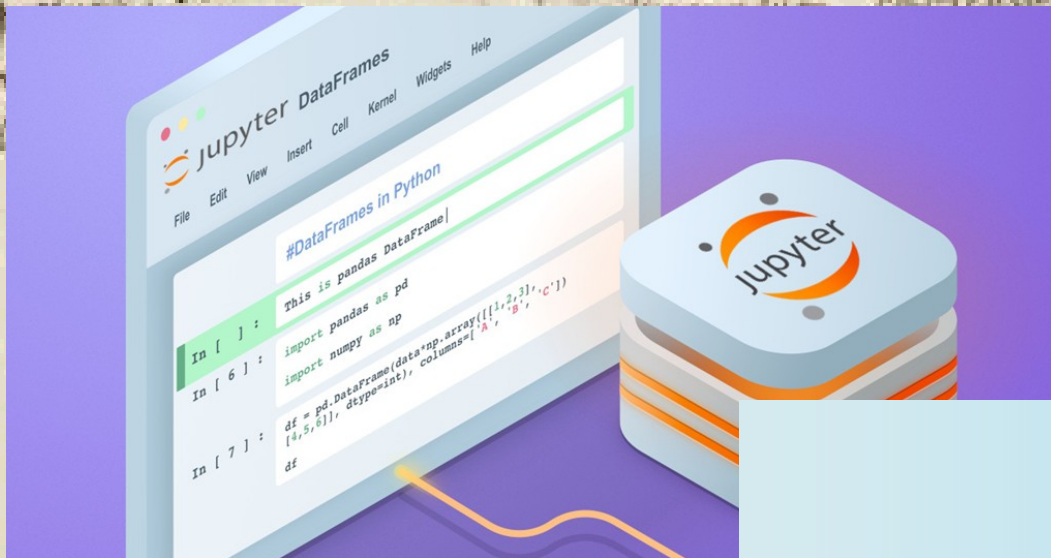 jupyter DataFrames
File Edit View Insert Cell Kernel Widgets Help
#DataFrames in Python
In [ ] : This is pandas DataFrame|
In [ 6 ] : import pandas as pd
import numpy as np
In [ 7 ] : df = pd.DataFrame(data*np.array([[1,2,3],
[4,5,6]], dtype=int), columns=['A', 'B', 'C'])
df
jupyter